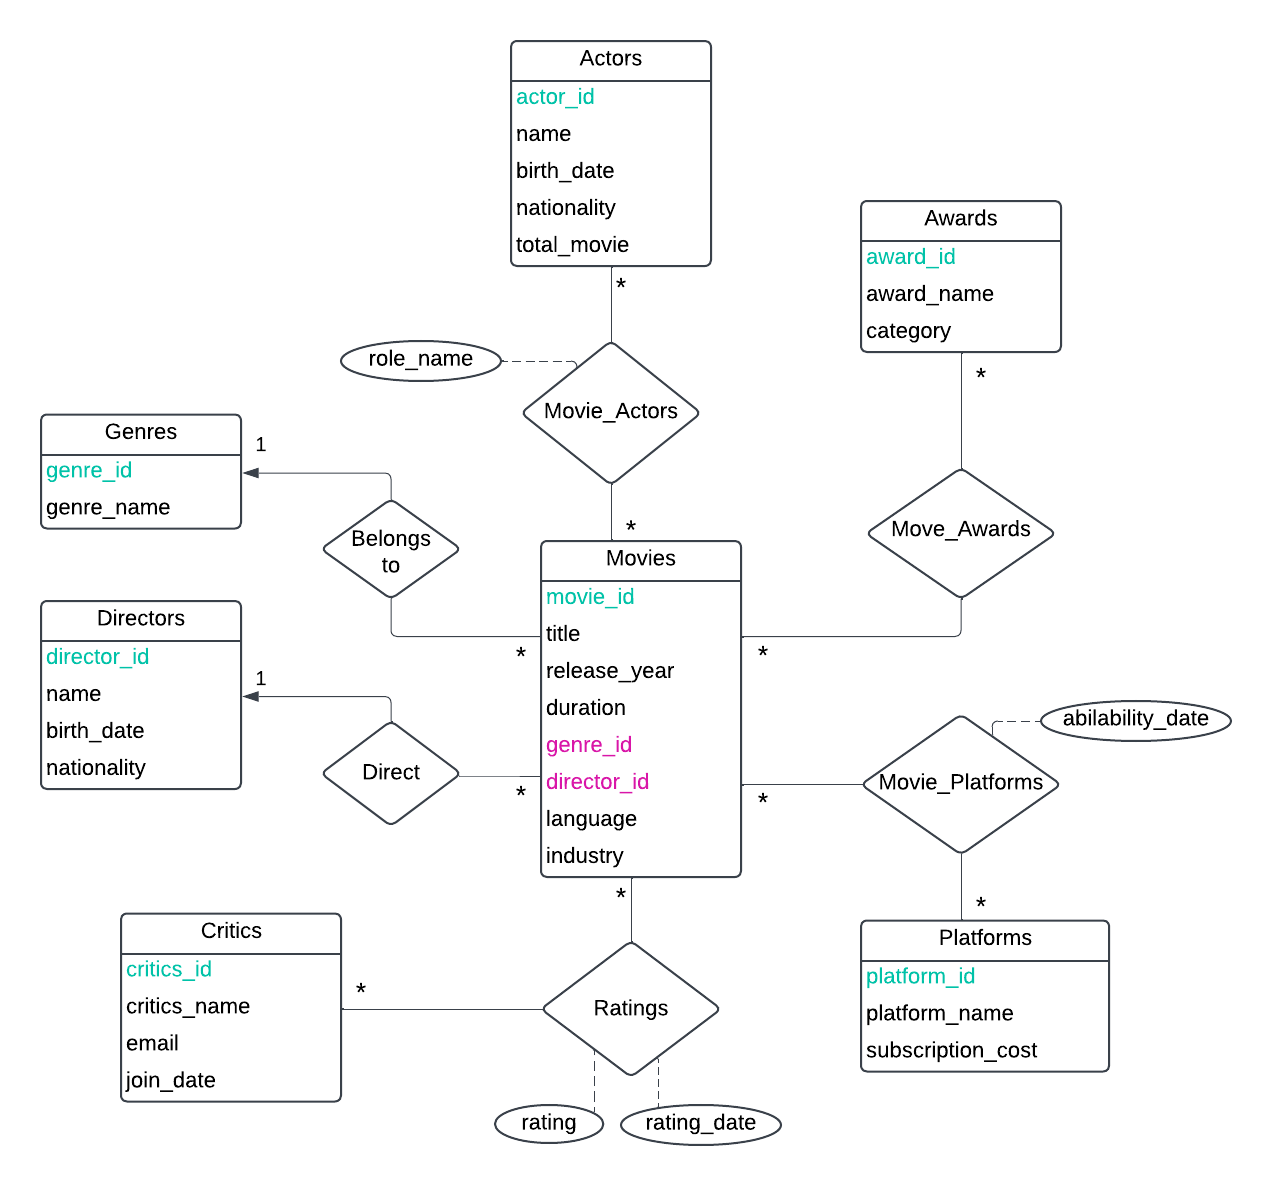 Actors
actor_id
name
birth_date
nationality
total_movie
*
role_name
Movie_Actors
*
Awards
award_id
award_name
category
*
Move_Awards
*
Genres
1
genre_id
genre_name
Belongs
to
*
Directors
director_id
1
name
birth_date
nationality
Direct
*
Movies
movie_id
title
release_year
duration
genre_id
director_id
language
industry
*
abilability_date
Movie_Platforms
*
*
Platforms
platform_id
platform_name
subscription_cost
Critics
critics_id
critics_name
email
join_date
*
Ratings
rating
rating_date